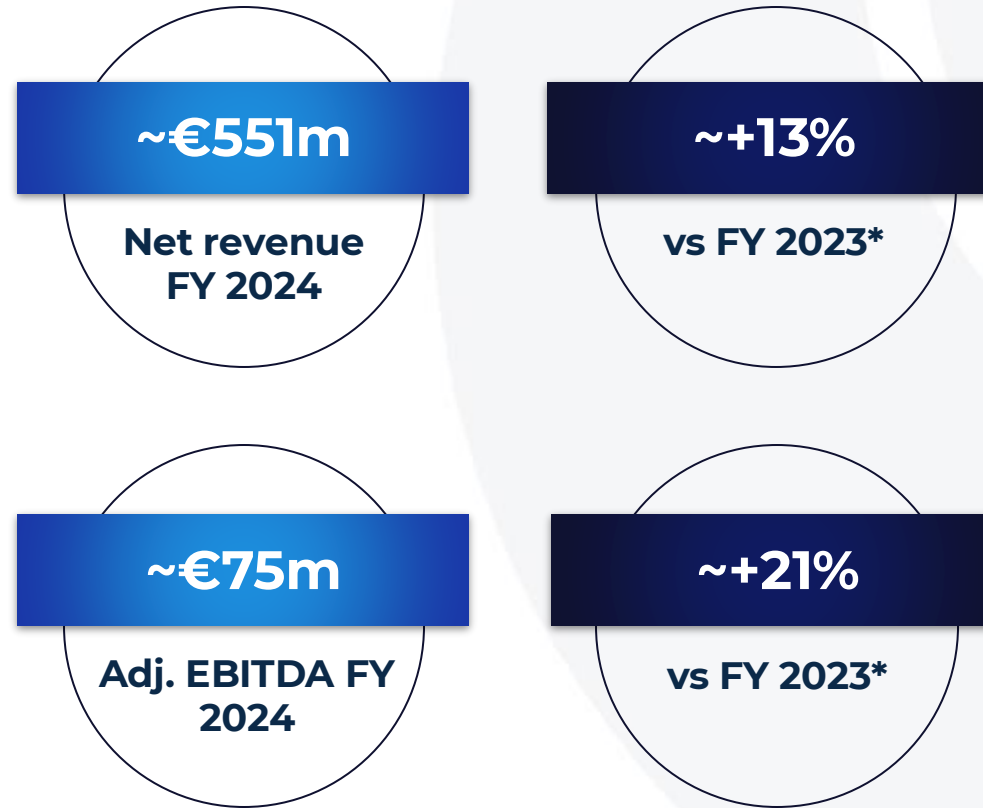 ~€551m
Net revenue
FY 2024
~+13%
vs FY 2023*
~€75m
Adj. EBITDA FY
2024
~+21%
vs FY 2023*